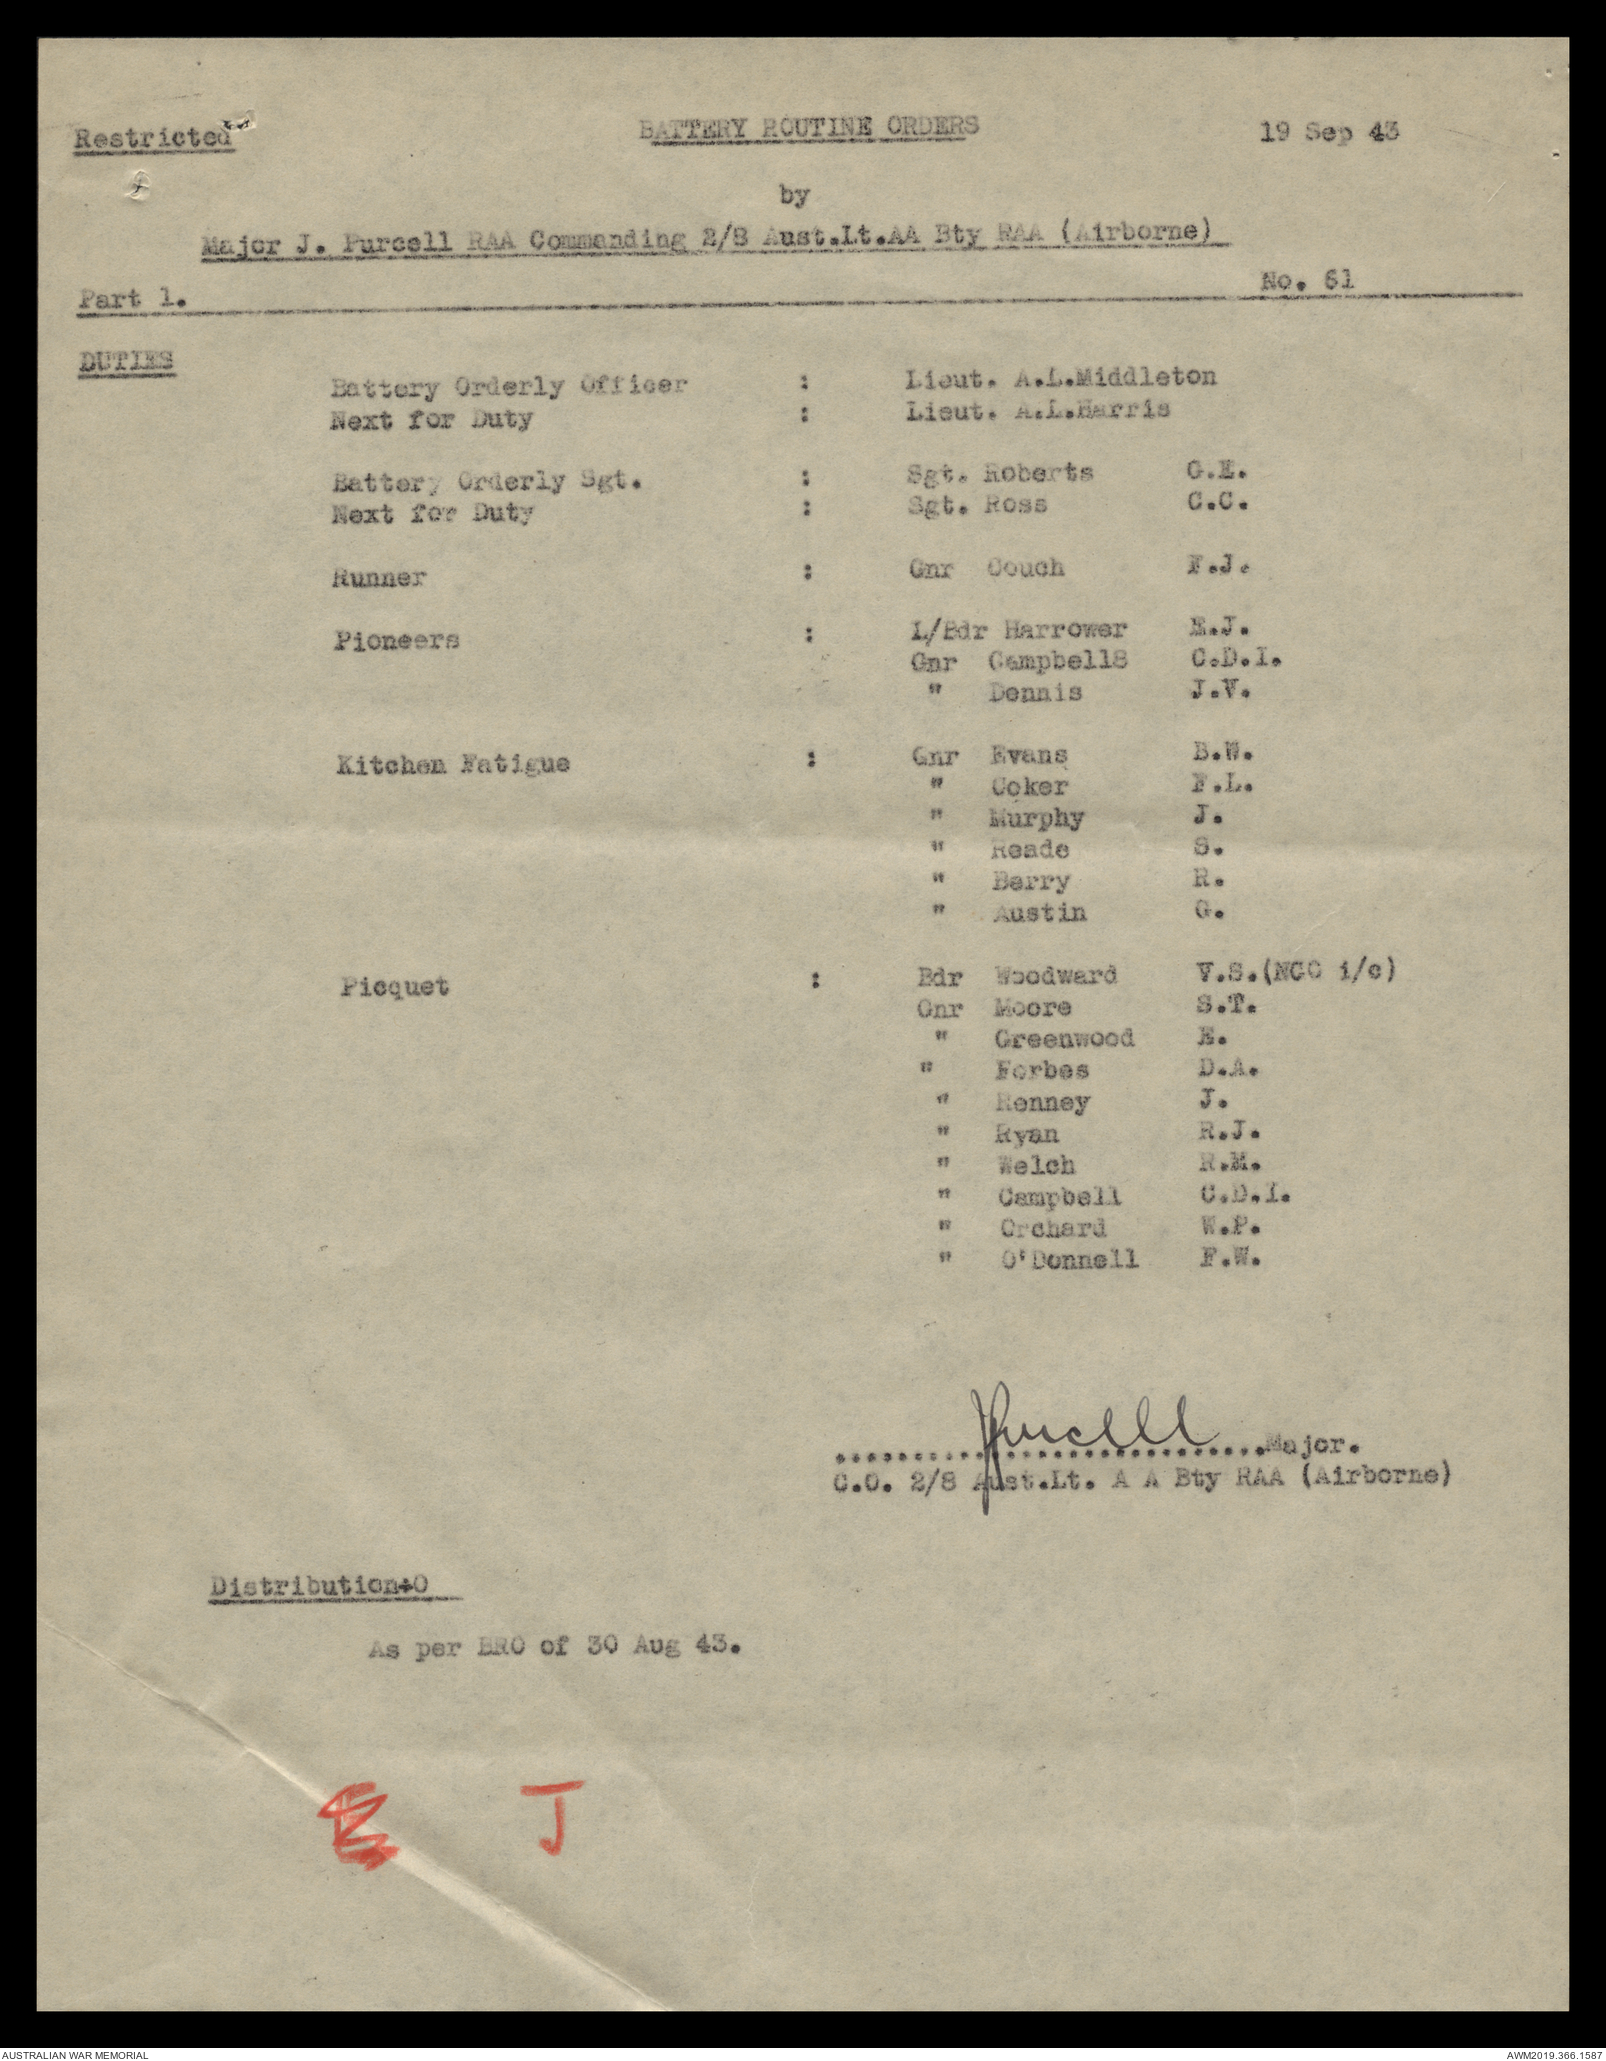 Restricted BATTERY ROUTINE ORDERS 19 Sep 43
by
Major J. Purcell RAA Commanding 2/8 Aust.Lt.AA Bty RAA (Airborne)
Part 1. No. 61
DUTIES
Battery Orderly Officer : Lieut. A.L.Middleton
Next for Duty : Lieut. A.L.Harris
Battery Orderly Sgt. : Sgt. Roberts G.E.
Next for Duty : Sgt. Ross C.C.
Runner : Gnr Couch F.J.
Pioneers : L/Bdr Harrower E.J.
Gnr Campbell8 C.D.I.
" Dennis J.V.
Kitchen Fatigue : Gnr Evans B.W.
" Coker F.L.
" Murphy J.
" Reade S.
" Berry R.
" Austin G.
Picquet : Bdr Woodward V.S.(NCO i/c)
Gnr Moore S.T.
" Greenwood E.
" Forbes D.A.
" Renney J.
" Ryan R.J.
" Welch R.M.
" Campbell C.D.I.
" Orchard W.P.
" O'Donnell F.W.
JPurcell
............................Major.
C.O. 2/8 Aust.Lt. A A Bty RAA (Airborne)
Distribution÷O
As per BRO of 30 Aug 43.
J
AUSTRALIAN WAR MEMORIAL AWM2019.366.1587